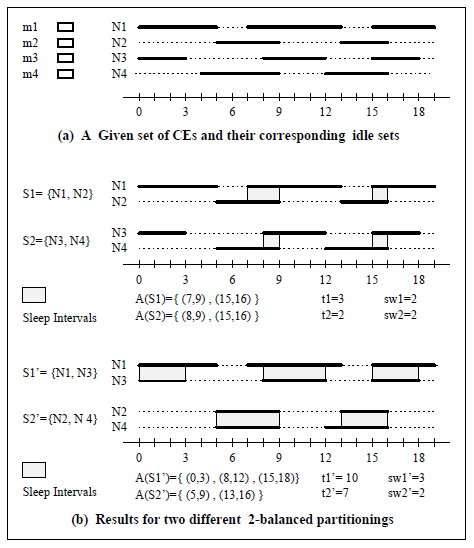 m1 N1
m2 N2
m3 N3
m4 N4
0 3 6 9 12 15 18
(a) A Given set of CEs and their corresponding idle sets
N1
S1= {N1, N2}
N2
N3
S2={N3, N4}
N4
0 3 6 9 12 15 18
A(S1)={ (7,9) , (15,16) } t1=3 sw1=2
Sleep Intervals A(S2)={ (8,9) , (15,16) } t2=2 sw2=2
N1
S1’= {N1, N3}
N3
N2
S2’={N2, N 4}
N4
0 3 6 9 12 15 18
A(S1’)={ (0,3) , (8,12) , (15,18)} t1’= 10 sw1’=3
Sleep Intervals A(S2’)={ (5,9) , (13,16) } t2’=7 sw2’=2
(b) Results for two different 2-balanced partitionings